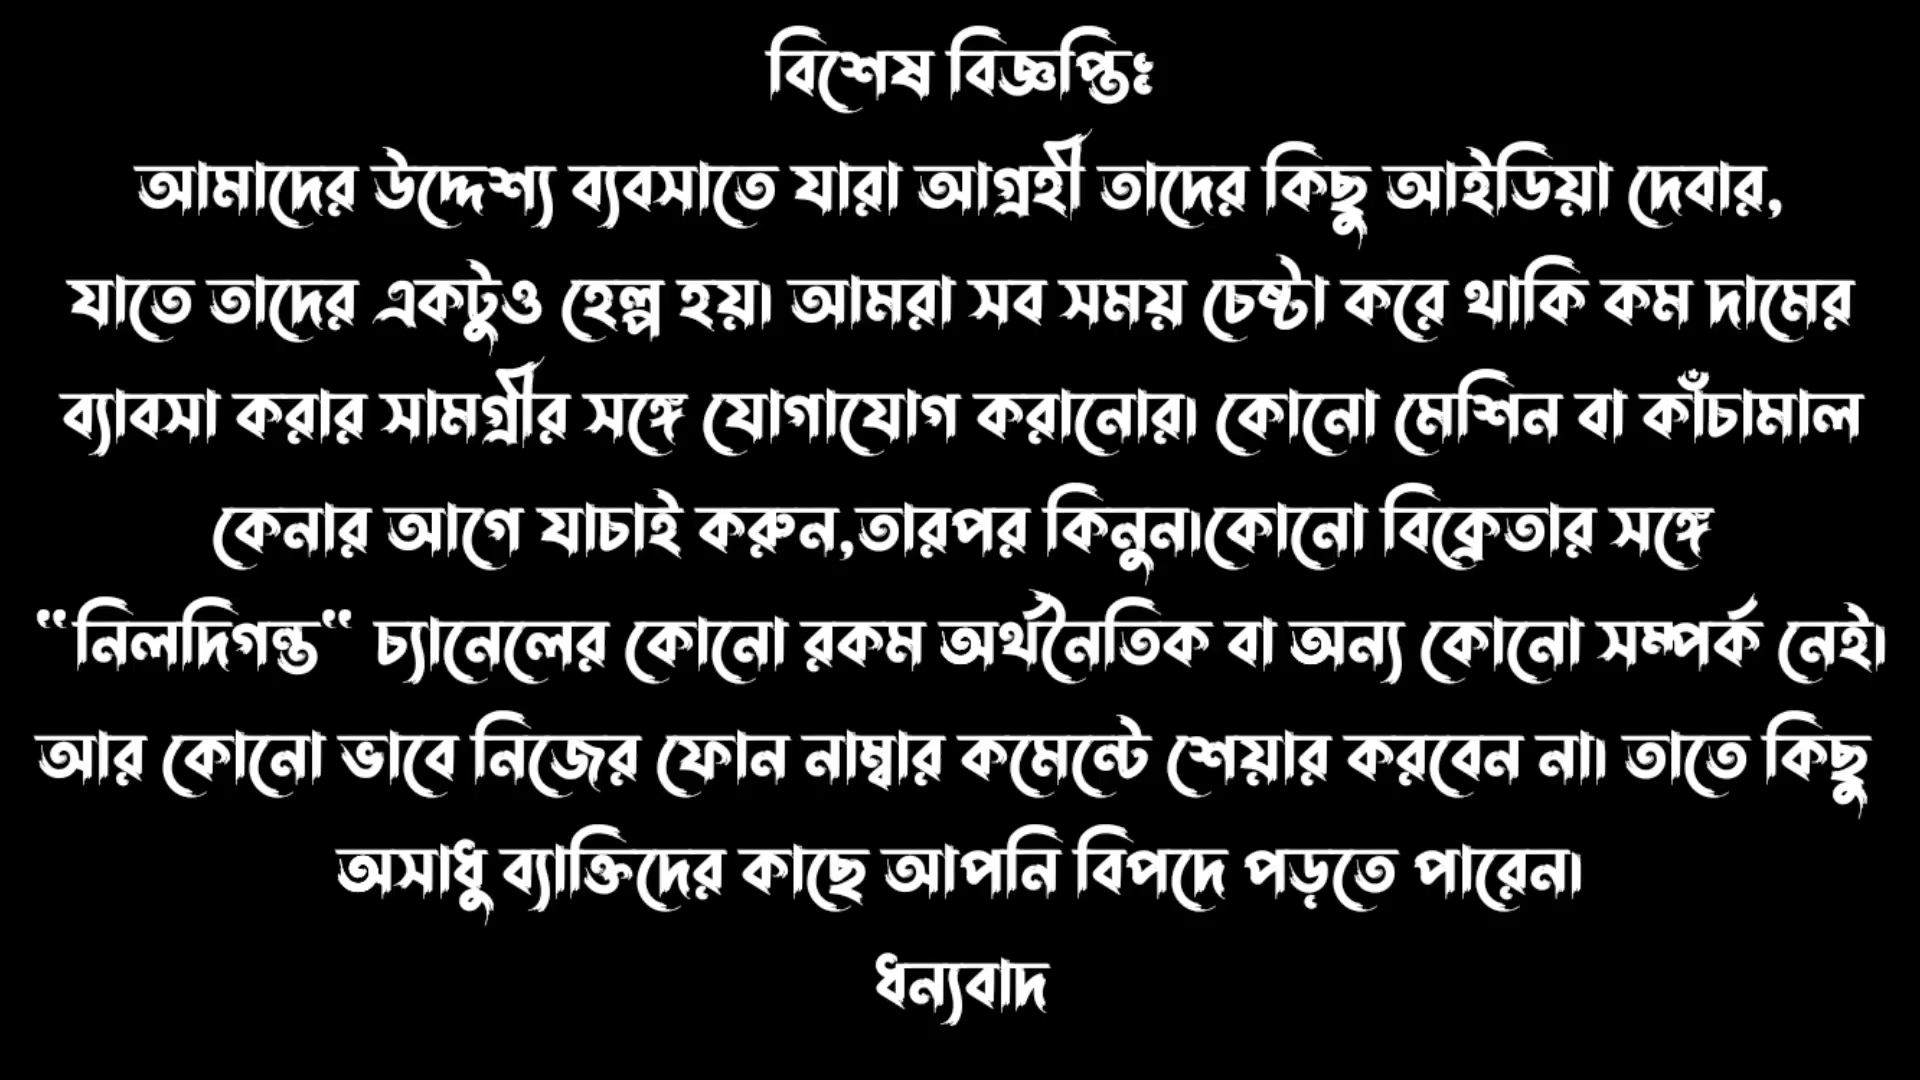 বিশেষ বিজ্ঞপ্তিঃ
আমাদের উদ্দেশ্য ব্যবসাতে যারা আগ্রহী তাদের কিছু আইডিয়া দেবার,
যাতে তাদের একটুও হেল্প হয়। আমরা সব সময় চেষ্টা করে থাকি কম দামের
ব্যাবসা করার সামগ্রীর সঙ্গে যোগাযোগ করানোর। কোনো মেশিন বা কাঁচামাল
কেনার আগে যাচাই করুন,তারপর কিনুন।কোনো বিক্রেতার সঙ্গে
"নিলদিগন্ত" চ্যানেলের কোনো রকম অর্থনৈতিক বা অন্য কোনো সম্পর্ক নেই।
আর কোনো ভাবে নিজের ফোন নাম্বার কমেন্টে শেয়ার করবেন না। তাতে কিছু
অসাধু ব্যাক্তিদের কাছে আপনি বিপদে পড়তে পারেন।
ধন্যবাদ